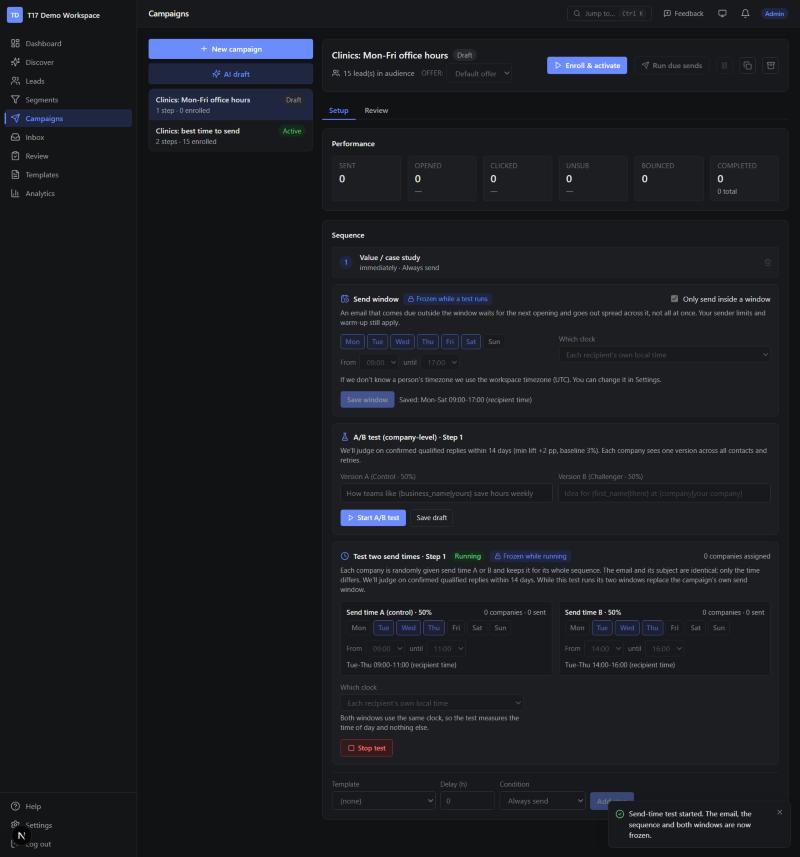 TD T17 Demo Workspace
Dashboard
Discover
Leads
Segments
Campaigns
Inbox
Review
Templates
Analytics
Help
Settings
Log out
N
Campaigns
Jump to... Ctrl K
Feedback
Admin
New campaign
AI draft
Clinics: Mon-Fri office hours Draft
1 step · 0 enrolled
Clinics: best time to send Active
2 steps · 15 enrolled
Clinics: Mon-Fri office hours Draft
15 lead(s) in audience OFFER: Default offer
Enroll & activate
Run due sends
Setup Review
Performance
SENT OPENED CLICKED UNSUB BOUNCED COMPLETED
0 0 0 0 0 0
— — — 0 total
Sequence
1 Value / case study
immediately · Always send
Send window Frozen while a test runs Only send inside a window
An email that comes due outside the window waits for the next opening and goes out spread across it, not all at once. Your sender limits and
warm-up still apply.
Mon Tue Wed Thu Fri Sat Sun
Which clock
Each recipient's own local time
From 09:00 until 17:00
If we don't know a person's timezone we use the workspace timezone (UTC). You can change it in Settings.
Save window Saved: Mon-Sat 09:00-17:00 (recipient time)
A/B test (company-level) · Step 1
We'll judge on confirmed qualified replies within 14 days (min lift +2 pp, baseline 3%). Each company sees one version across all contacts and
retries.
Version A (Control · 50%) Version B (Challenger · 50%)
How teams like {business_name|yours} save hours weekly
Idea for {first_name|there} at {company|your company}
Start A/B test Save draft
Test two send times · Step 1 Running Frozen while running 0 companies assigned
Each company is randomly given send time A or B and keeps it for its whole sequence. The email and its subject are identical; only the time
differs. We'll judge on confirmed qualified replies within 14 days. While this test runs its two windows replace the campaign's own send
window.
Send time A (control) · 50% 0 companies · 0 sent
Mon Tue Wed Thu Fri Sat Sun
From 09:00 until 11:00
Tue-Thu 09:00-11:00 (recipient time)
Send time B · 50% 0 companies · 0 sent
Mon Tue Wed Thu Fri Sat Sun
From 14:00 until 16:00
Tue-Thu 14:00-16:00 (recipient time)
Which clock
Each recipient's own local time
Both windows use the same clock, so the test measures the
time of day and nothing else.
Stop test
Template Delay (h) Condition
(none) 0 Always send
Send-time test started. The email, the
sequence and both windows are now
frozen.